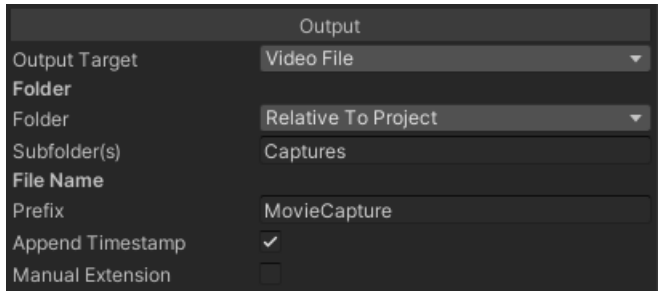 Output
Output Target Video File
Folder
Folder Relative To Project
Subfolder(s) Captures
File Name
Prefix MovieCapture
Append Timestamp
Manual Extension